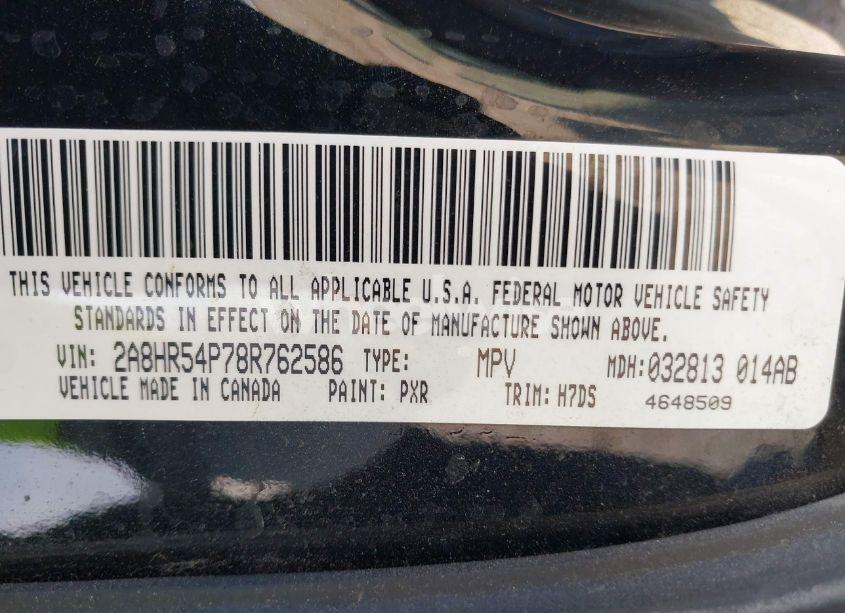 THIS VEHICLE CONFORMS TO ALL APPLICABLE U.S.A. FEDERAL MOTOR VEHICLE SAFETY
STANDARDS IN EFFECT ON THE DATE OF MANUFACTURE SHOWN ABOVE.
VIN: 2A8HR54P78R762586 TYPE: MPV MDH: 032813 014AB
VEHICLE MADE IN CANADA PAINT: PXR TRIM: H7DS 4648509